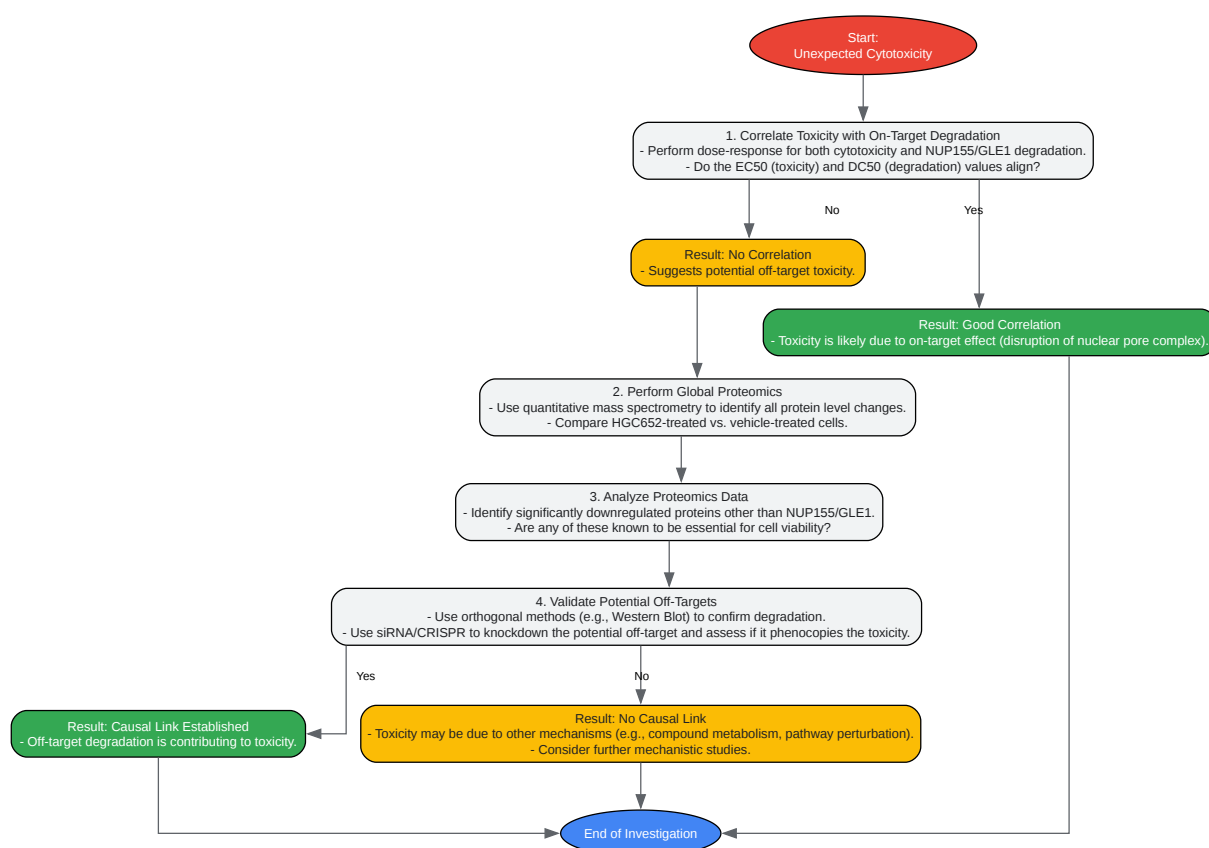 Start:
Unexpected Cytotoxicity
1. Correlate Toxicity with On-Target Degradation
- Perform dose-response for both cytotoxicity and NUP155/GLE1 degradation.
- Do the EC50 (toxicity) and DC50 (degradation) values align?
No
Yes
Result: No Correlation
- Suggests potential off-target toxicity.
Result: Good Correlation
- Toxicity is likely due to on-target effect (disruption of nuclear pore complex).
2. Perform Global Proteomics
- Use quantitative mass spectrometry to identify all protein level changes.
- Compare HGC652-treated vs. vehicle-treated cells.
3. Analyze Proteomics Data
- Identify significantly downregulated proteins other than NUP155/GLE1.
- Are any of these known to be essential for cell viability?
4. Validate Potential Off-Targets
- Use orthogonal methods (e.g., Western Blot) to confirm degradation.
- Use siRNA/CRISPR to knockdown the potential off-target and assess if it phenocopies the toxicity.
Yes
No
Result: Causal Link Established
- Off-target degradation is contributing to toxicity.
Result: No Causal Link
- Toxicity may be due to other mechanisms (e.g., compound metabolism, pathway perturbation).
- Consider further mechanistic studies.
End of Investigation